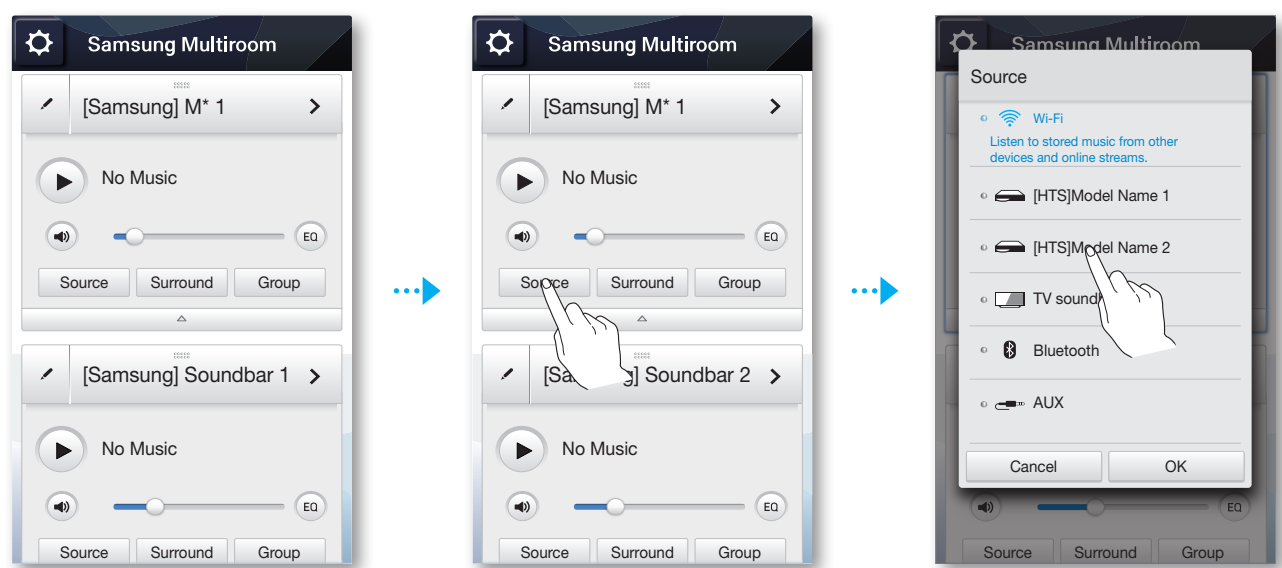 Samsung Multiroom
[Samsung] M* 1
No Music
EQ
Source Surround Group
[Samsung] Soundbar 1
No Music
EQ
Source Surround Group
Samsung Multiroom
[Samsung] M* 1
No Music
EQ
Source Surround Group
Soundbar 2
No Music
EQ
Source Surround Group
Samsung Multiroom
Source
Wi-Fi
Listen to stored music from other
devices and online streams.
[HTS]Model Name 1
[HTS]Model Name 2
TV sound
Bluetooth
AUX
Cancel OK
EQ
Source Surround Group